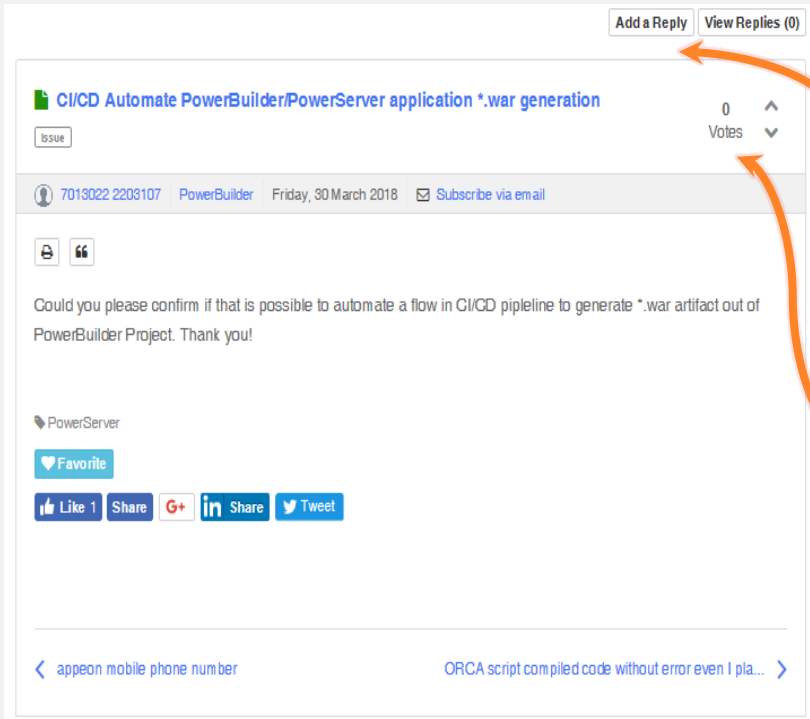 Add a Reply View Replies (0)
CI/CD Automate PowerBuilder/PowerServer application *.war generation
0
Issue
Votes
7013022 2203107 PowerBuilder Friday, 30 March 2018 Subscribe via email
Could you please confirm if that is possible to automate a flow in CI/CD pipleline to generate *.war artifact out of
PowerBuilder Project. Thank you!
PowerServer
Favorite
Like 1 Share G+ in Share Tweet
appeon mobile phone number ORCA script compiled code without error even I pla...